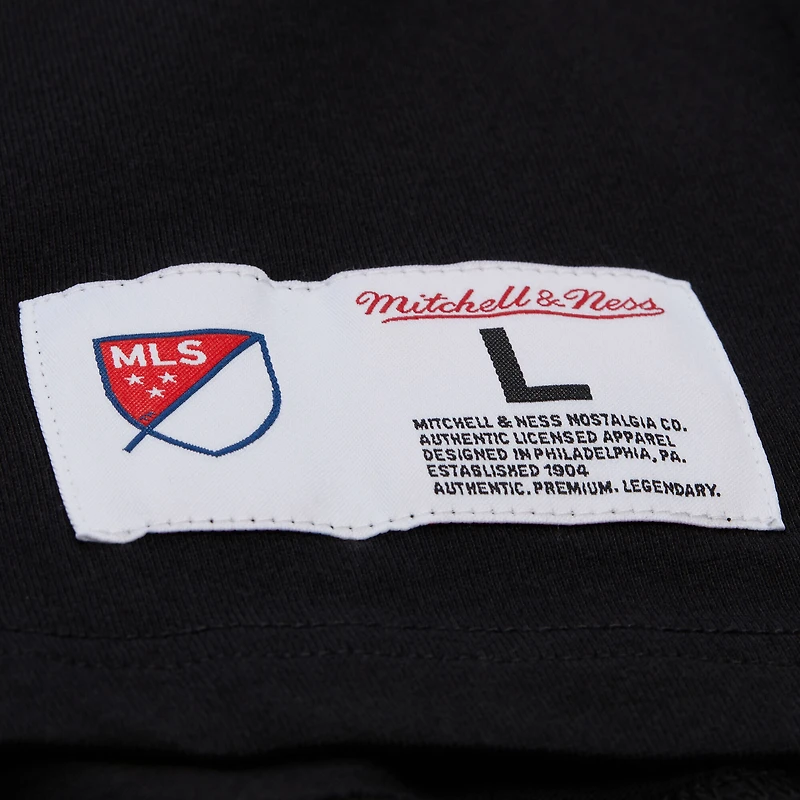 MLS
Mitchell & Ness
L
MITCHELL & NESS NOSTALGIA CO.
AUTHENTIC LICENSED APPAREL
DESIGNED IN PHILADELPHIA, PA.
ESTABLISHED 1904
AUTHENTIC. PREMIUM. LEGENDARY.